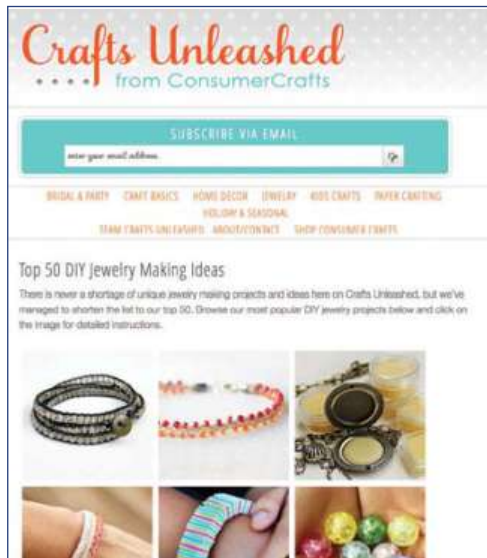 Crafts Unleashed
from ConsumerCrafts
SUBSCRIBE VIA EMAIL
enter your email address
Go
BRIDAL & PARTY CRAFT BASICS HOME DECOR JEWELRY KIDS CRAFTS PAPER CRAFTING
HOLIDAY & SEASONAL
TEAM CRAFTS UNLEASHED ABOUT/CONTACT SHOP CONSUMER CRAFTS
Top 50 DIY Jewelry Making Ideas
There is never a shortage of unique jewelry making projects and ideas here on Crafts Unleashed, but we've
managed to shorten the list to our top 50. Browse our most popular DIY jewelry projects below and click on
the image for detailed instructions.